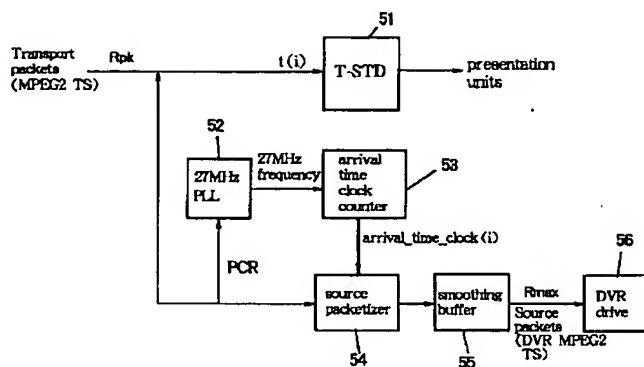 51
Transport
packets
(MPEG2 TS)
Rpk
t(i)
T-STD
presentation
units
52
27MHz
PLL
27MHz
frequency
arrival
time
clock
counter
53
arrival_time_clock(i)
PCR
source
packetizer
54
smoothing
buffer
55
Rmax
Source
packets
(DVR MPEG2
TS)
56
DVR
drive